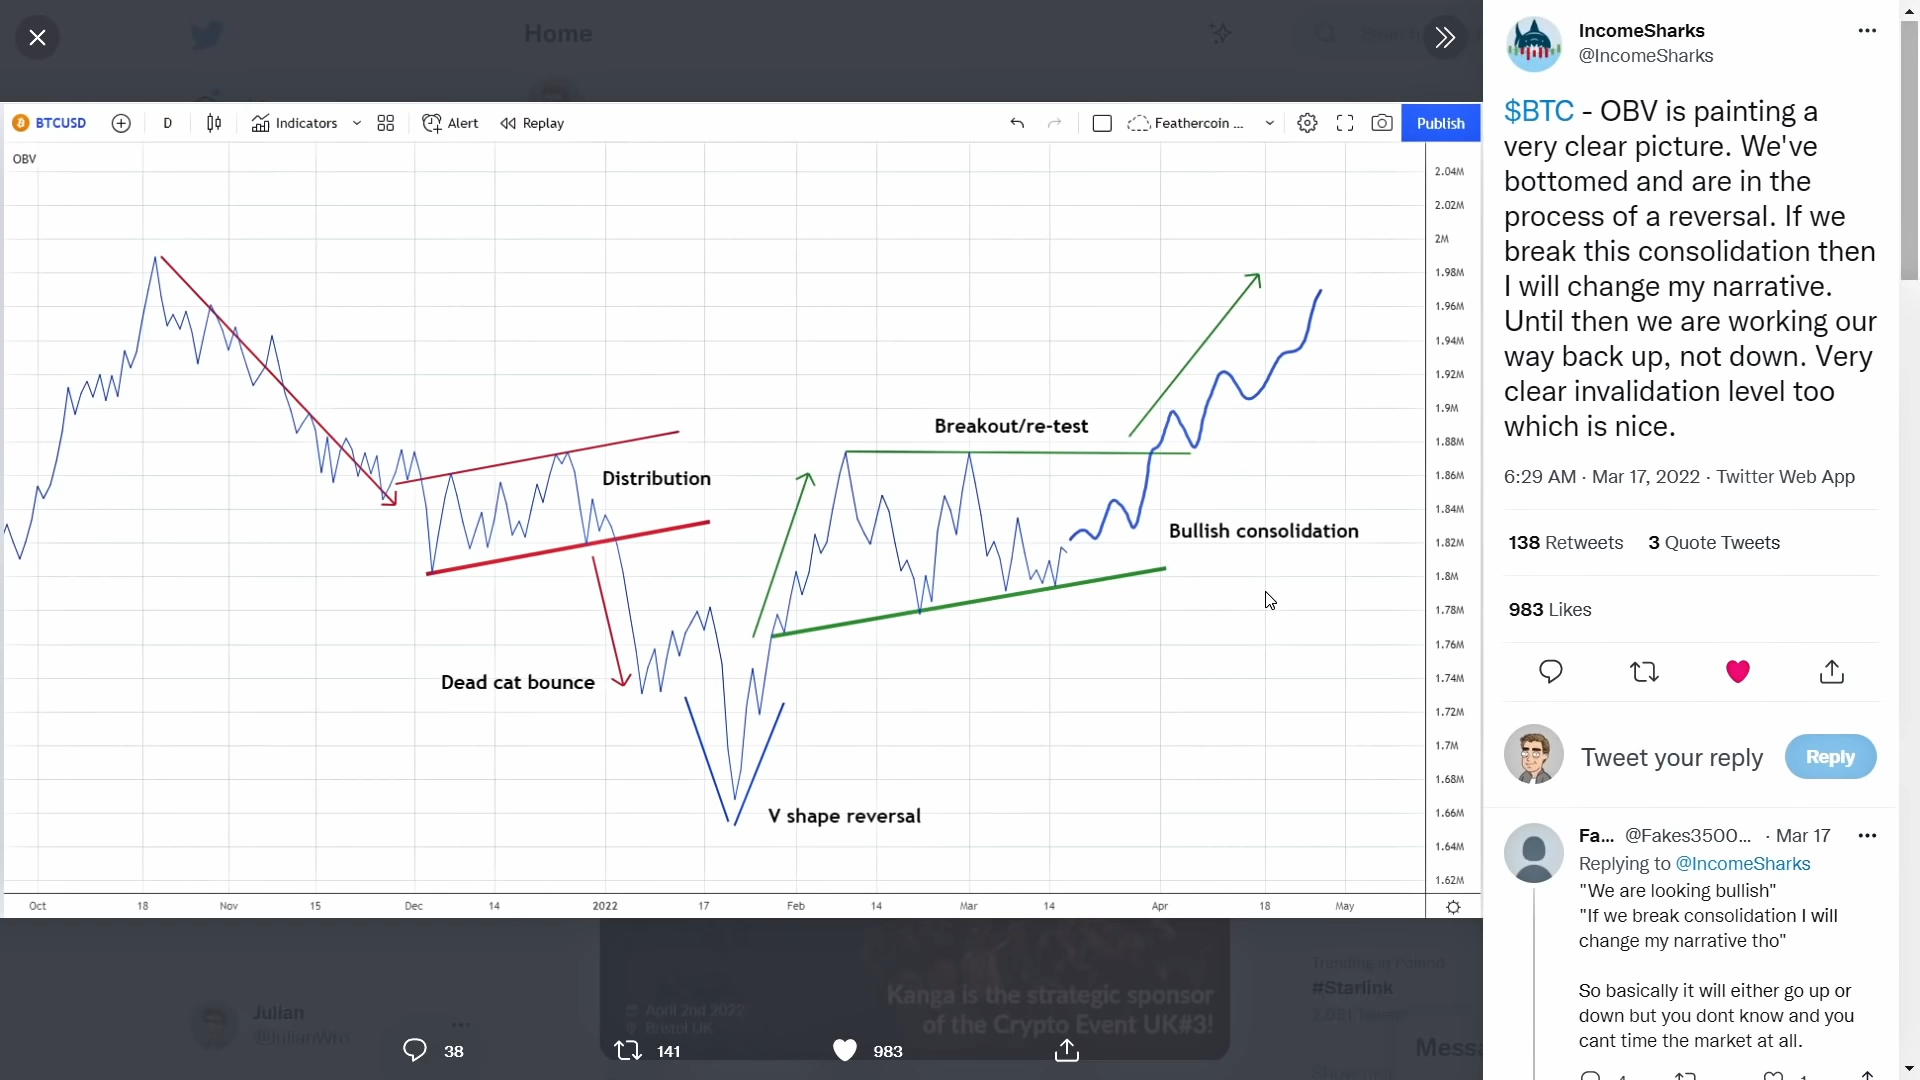 Home
BTCUSD
D
Indicators
Alert
Replay
Feathercoin ...
Publish
OBV
2.04M
2.02M
2M
1.98M
1.96M
1.94M
1.92M
1.9M
1.88M
1.86M
1.84M
1.82M
1.8M
1.78M
1.76M
1.74M
1.72M
1.7M
1.68M
1.66M
1.64M
1.62M
Breakout/re-test
Distribution
Bullish consolidation
Dead cat bounce
V shape reversal
Oct 18 Nov 15 Dec 14 2022 17 Feb 14 Mar 14 Apr 18 May
Julian
April 2nd 2022
Bristol UK
Kanga is the strategic sponsor
of the Crypto Event UK#3!
Trending in Poland
#Starlink
38
141
983
IncomeSharks
@IncomeSharks
$BTC - OBV is painting a
very clear picture. We've
bottomed and are in the
process of a reversal. If we
break this consolidation then
I will change my narrative.
Until then we are working our
way back up, not down. Very
clear invalidation level too
which is nice.
6:29 AM · Mar 17, 2022 · Twitter Web App
138 Retweets 3 Quote Tweets
983 Likes
Tweet your reply
Reply
Fa... @Fakes3500... · Mar 17
Replying to @IncomeSharks
"We are looking bullish"
"If we break consolidation I will
change my narrative tho"
So basically it will either go up or
down but you dont know and you
cant time the market at all.